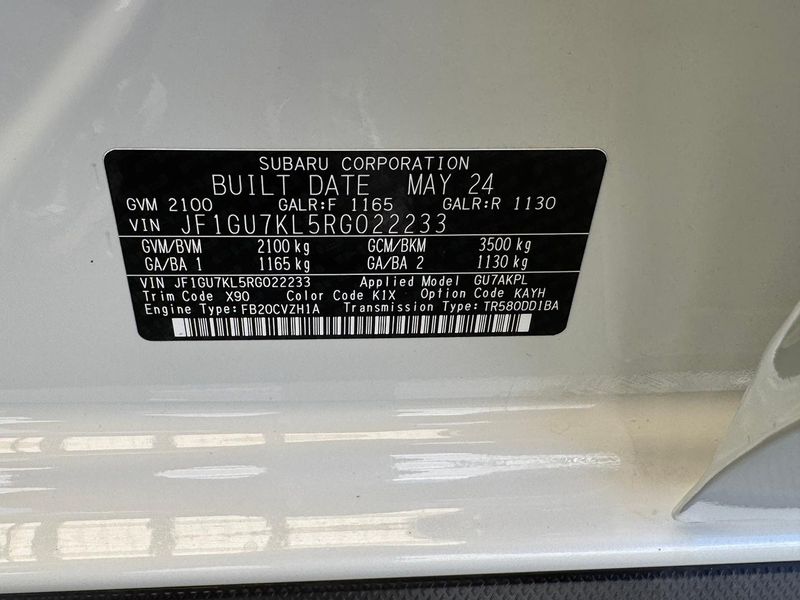 SUBARU CORPORATION
BUILT DATE MAY 24
GVM 2100 GALR:F 1165 GALR:R 1130
VIN JF1GU7KL5RG022233
GVM/BVM 2100 kg GCM/BKM 3500 kg
GA/BA 1 1165 kg GA/BA 2 1130 kg
VIN JF1GU7KL5RG022233 Applied Model GU7AKPL
Trim Code X90 Color Code K1X Option Code KAYH
Engine Type:FB20CVZH1A Transmission Type:TR580DD1BA